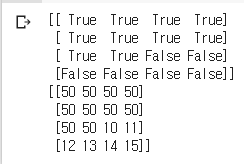 [[ True  True  True  True]
 [ True  True  True  True]
 [ True  True False False]
 [False False False False]]
[[50 50 50 50]
 [50 50 50 50]
 [50 50 10 11]
 [12 13 14 15]]